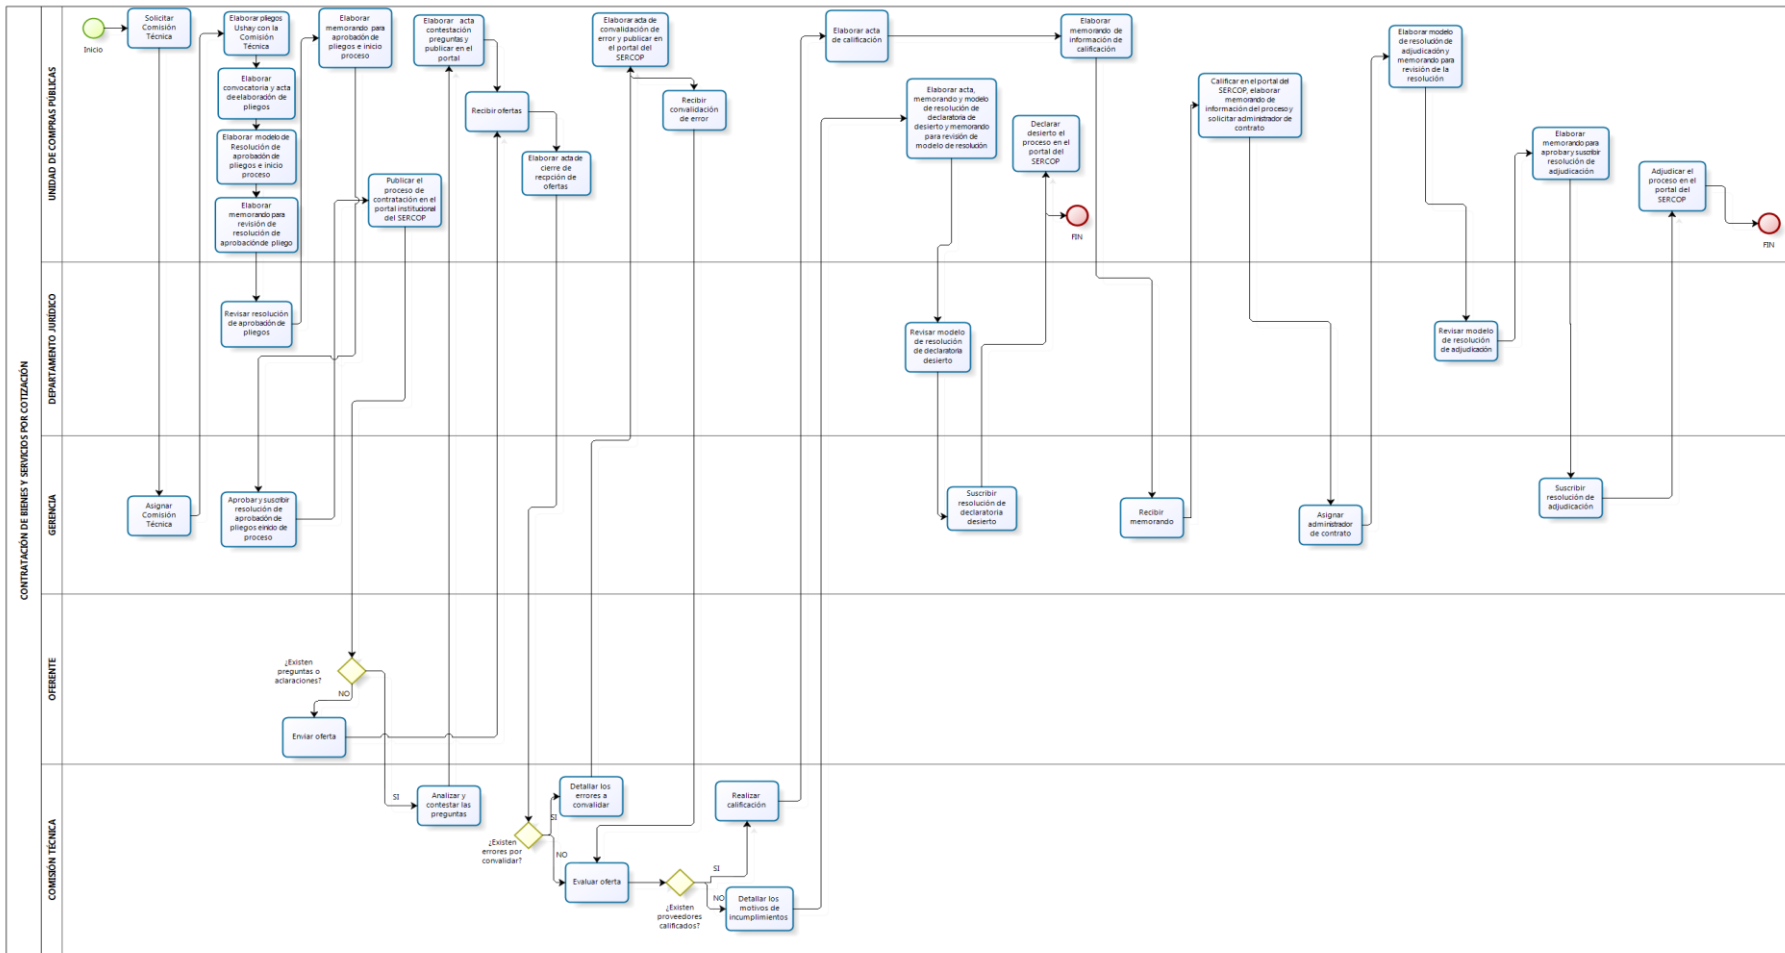 CONTRATACIÓN DE BIENES Y SERVICIOS POR COTIZACIÓN
UNIDAD DE COMPRAS PÚBLICAS
Inicio
Solicitar
Comisión
Técnica
Elaborar pliegos
Ushay con la
Comisión
Técnica
Elaborar
convocatoria y acta
de elaboración de
pliegos
Elaborar modelo de
Resolución de
aprobación de
pliegos e inicio
proceso
Elaborar
memorando para
revisión de
resolución de
aprobación de pliego
Elaborar
memorando para
aprobación de
pliegos e inicio
proceso
Publicar el
proceso de
contratación en el
portal institucional
del SERCOP
Elaborar acta
contestación
preguntas y
publicar en el
portal
Recibir ofertas
Elaborar acta de
cierre de
recpción de
ofertas
Elaborar acta de
convalidación de
error y publicar en
el portal del
SERCOP
Recibir
convalidación
de error
Elaborar acta
de calificación
Elaborar acta,
memorando y modelo
de resolución de
declaratoria de
desierto y memorando
para revisión de
modelo de resolución
Declarar
desierto el
proceso en el
portal del
SERCOP
FIN
Elaborar
memorando de
información de
calificación
Calificar en el portal del
SERCOP, elaborar
memorando de
información del proceso y
solicitar administrador de
contrato
Elaborar modelo
de resolución de
adjudicación y
memorando para
revisión de la
resolución
Elaborar
memorando para
aprobar y suscribir
resolución de
adjudicación
Adjudicar el
proceso en el
portal del
SERCOP
FIN
DEPARTAMENTO JURÍDICO
Revisar resolución
de aprobación de
pliegos
Revisar modelo
de resolución
de declaratoria
desierto
Revisar modelo
de resolución
de adjudicación
GERENCIA
Asignar
Comisión
Técnica
Aprobar y suscribir
resolución de
aprobación de
pliegos e inicio de
proceso
Suscribir
resolución de
declaratoria
desierto
Recibir
memorando
Asignar
administrador
de contrato
Suscribir
resolución de
adjudicación
OFERENTE
¿Existen
preguntas o
aclaraciones?
NO
Enviar oferta
COMISIÓN TÉCNICA
SI
Analizar y
contestar las
preguntas
¿Existen
errores por
convalidar?
SI
NO
Detallar los
errores a
convalidar
Evaluar oferta
¿Existen
proveedores
calificados?
SI
NO
Realizar
calificación
Detallar los
motivos de
incumplimientos